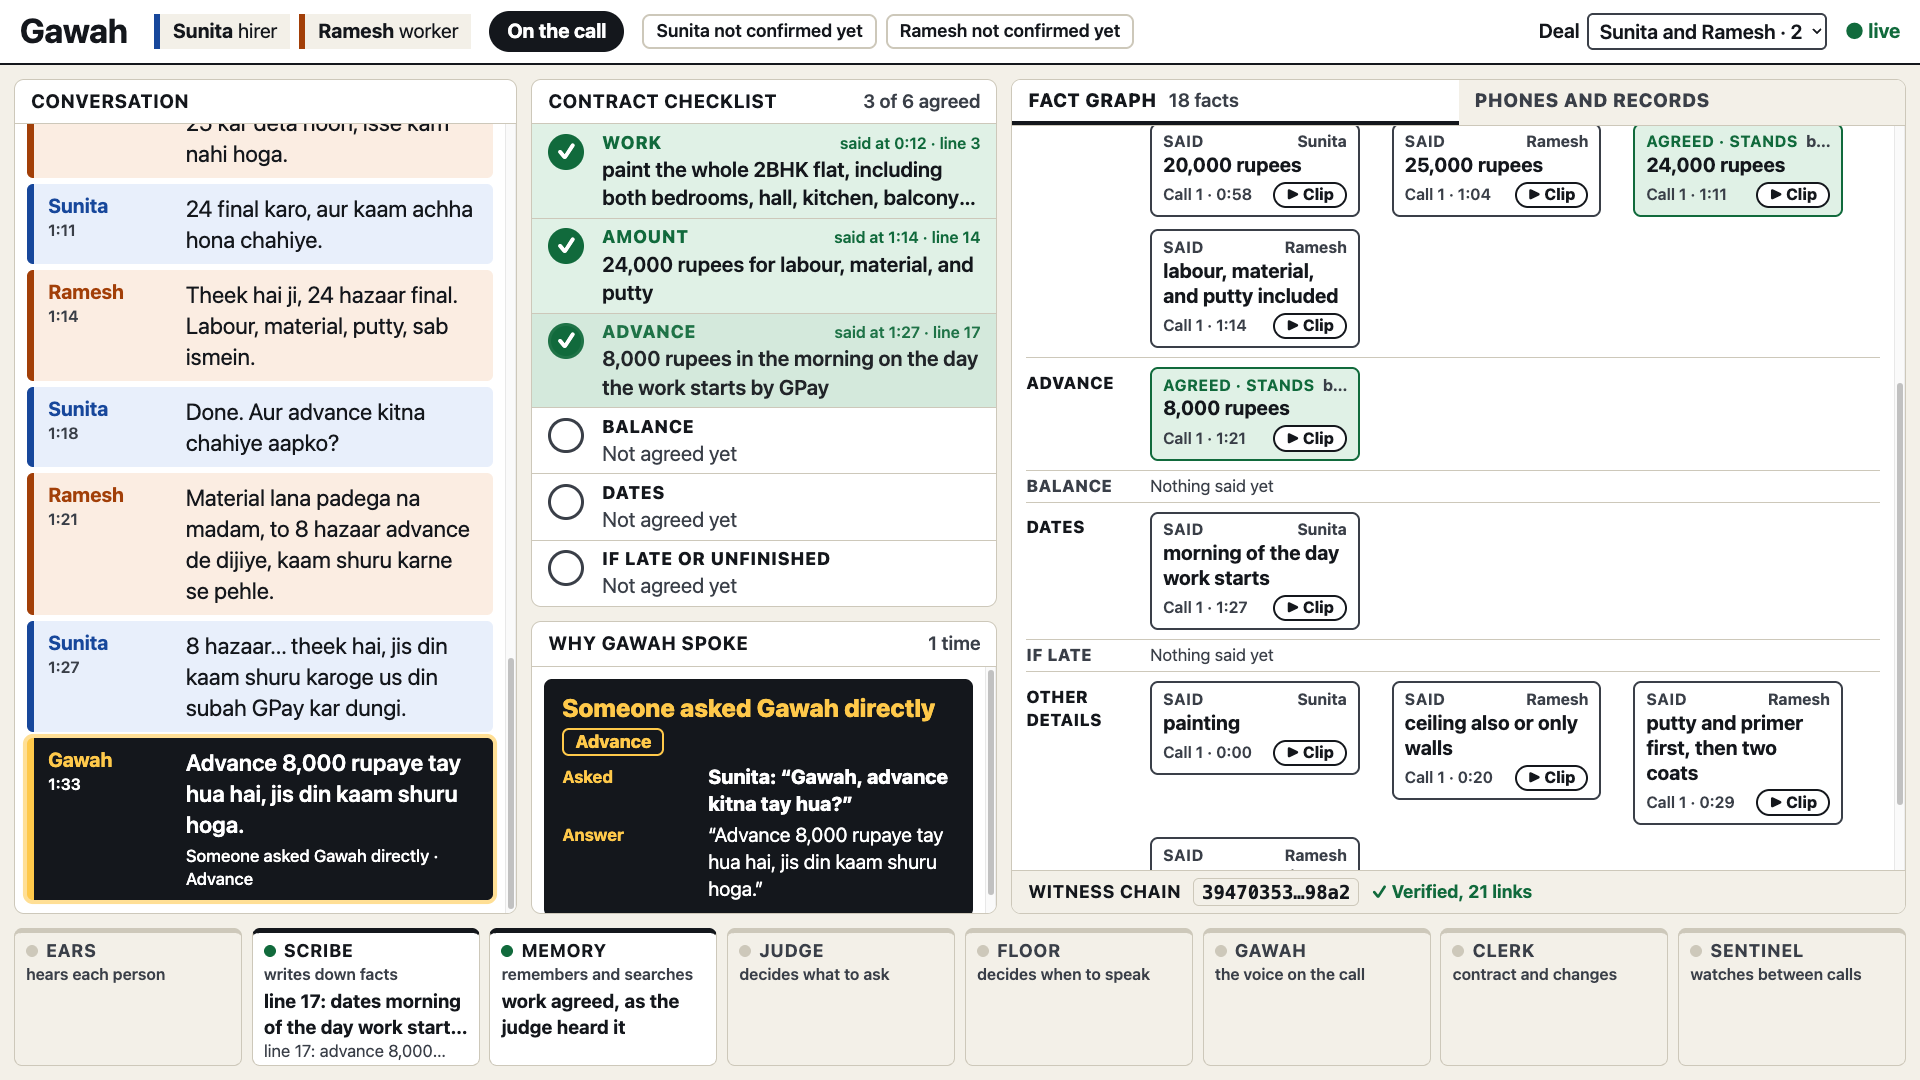 Gawah
Sunita hirer
Ramesh worker
On the call
Sunita not confirmed yet
Ramesh not confirmed yet
Deal
Sunita and Ramesh · 2
live
CONVERSATION
25 kar deta hoon, isse kam
nahi hoga.
Sunita
1:11
24 final karo, aur kaam achha
hona chahiye.
Ramesh
1:14
Theek hai ji, 24 hazaar final.
Labour, material, putty, sab
ismein.
Sunita
1:18
Done. Aur advance kitna
chahiye aapko?
Ramesh
1:21
Material lana padega na
madam, to 8 hazaar advance
de dijiye, kaam shuru karne
se pehle.
Sunita
1:27
8 hazaar... theek hai, jis din
kaam shuru karoge us din
subah GPay kar dungi.
Gawah
1:33
Advance 8,000 rupaye tay
hua hai, jis din kaam shuru
hoga.
Someone asked Gawah directly ·
Advance
CONTRACT CHECKLIST
3 of 6 agreed
WORK
said at 0:12 · line 3
paint the whole 2BHK flat, including
both bedrooms, hall, kitchen, balcony...
AMOUNT
said at 1:14 · line 14
24,000 rupees for labour, material, and
putty
ADVANCE
said at 1:27 · line 17
8,000 rupees in the morning on the day
the work starts by GPay
BALANCE
Not agreed yet
DATES
Not agreed yet
IF LATE OR UNFINISHED
Not agreed yet
WHY GAWAH SPOKE
1 time
Someone asked Gawah directly
Advance
Asked
Sunita: “Gawah, advance
kitna tay hua?”
Answer
“Advance 8,000 rupaye tay
hua hai, jis din kaam shuru
hoga.”
FACT GRAPH 18 facts
PHONES AND RECORDS
SAID Sunita
20,000 rupees
Call 1 · 0:58 Clip
SAID Ramesh
25,000 rupees
Call 1 · 1:04 Clip
AGREED · STANDS b...
24,000 rupees
Call 1 · 1:11 Clip
SAID Ramesh
labour, material,
and putty included
Call 1 · 1:14 Clip
ADVANCE
AGREED · STANDS b...
8,000 rupees
Call 1 · 1:21 Clip
BALANCE
Nothing said yet
DATES
SAID Sunita
morning of the day
work starts
Call 1 · 1:27 Clip
IF LATE
Nothing said yet
OTHER
DETAILS
SAID Sunita
painting
Call 1 · 0:00 Clip
SAID Ramesh
ceiling also or only
walls
Call 1 · 0:20 Clip
SAID Ramesh
putty and primer
first, then two
coats
Call 1 · 0:29 Clip
SAID Ramesh
WITNESS CHAIN
39470353…98a2
✓ Verified, 21 links
EARS
hears each person
SCRIBE
writes down facts
line 17: dates morning
of the day work start...
line 17: advance 8,000...
MEMORY
remembers and searches
work agreed, as the
judge heard it
JUDGE
decides what to ask
FLOOR
decides when to speak
GAWAH
the voice on the call
CLERK
contract and changes
SENTINEL
watches between calls